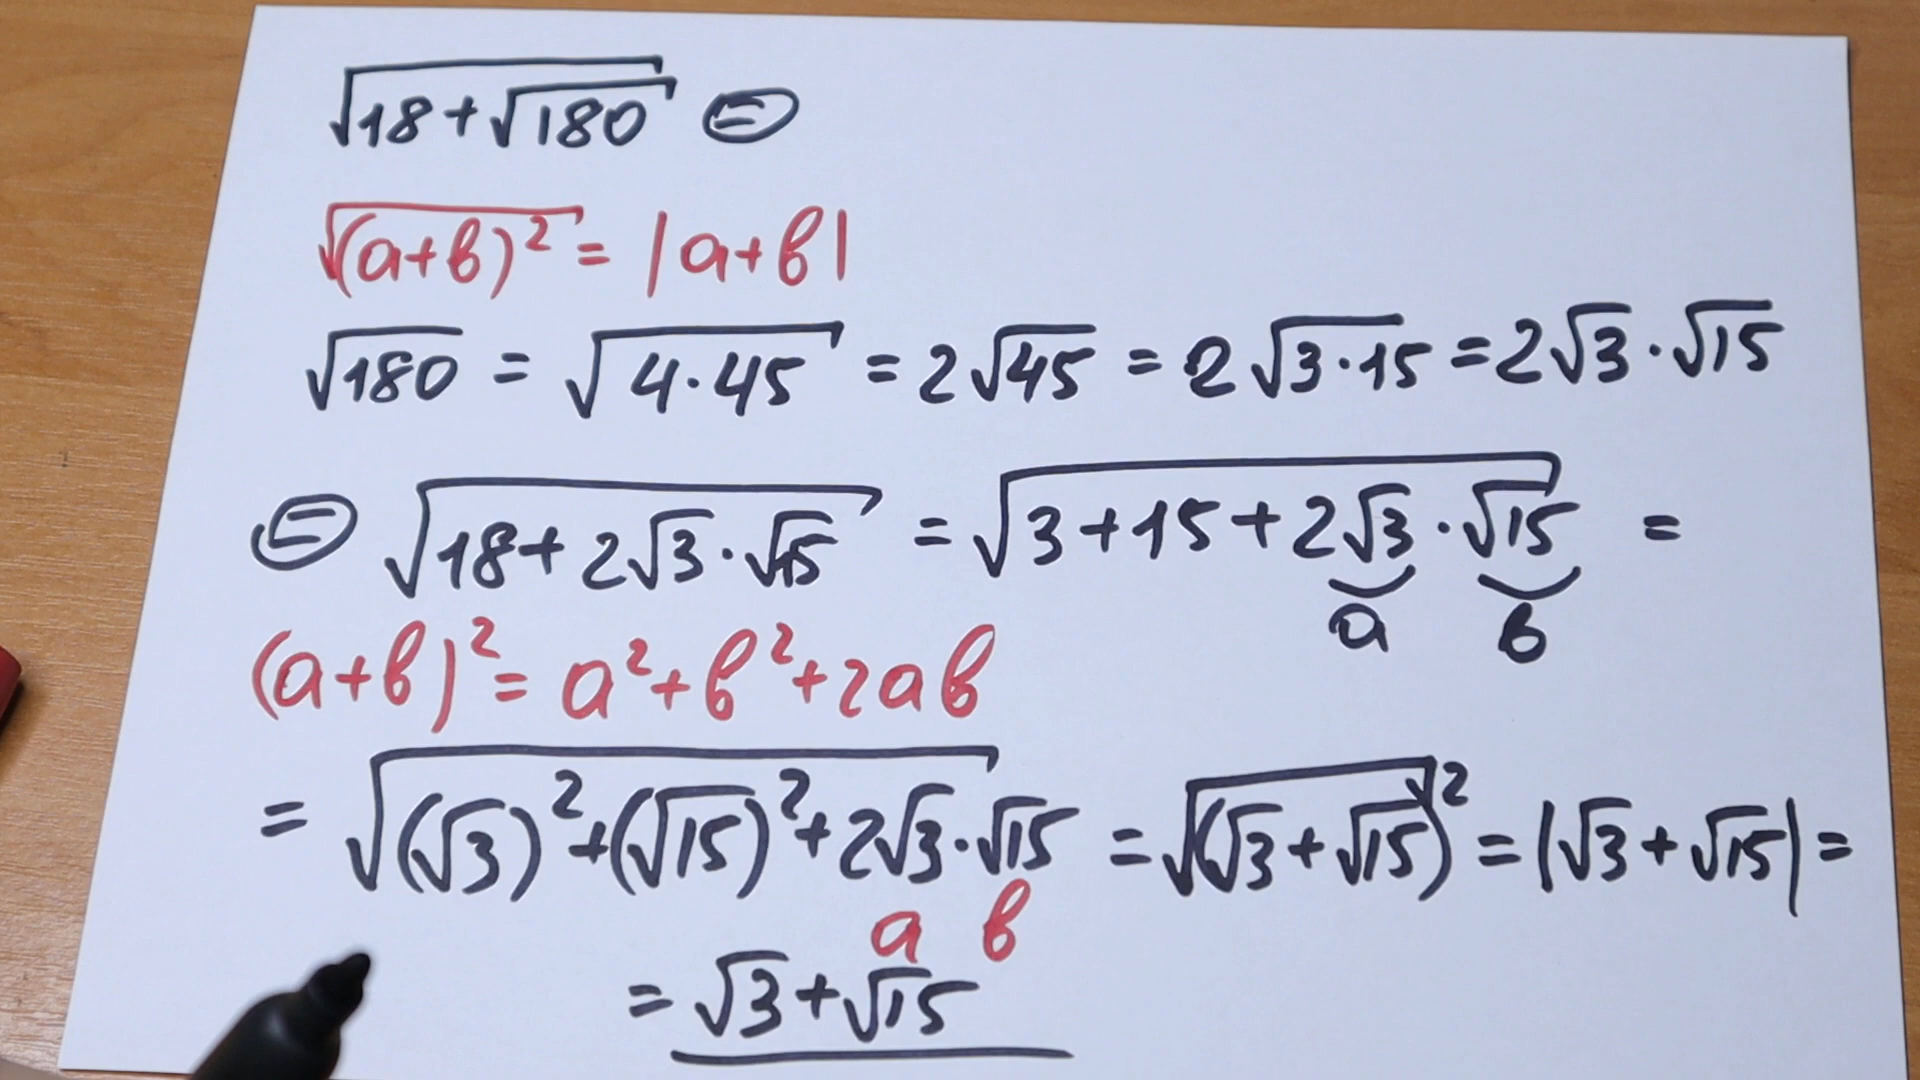 √(18+√180) ⊜
√((a+b)²) = |a+b|
√180 = √(4·45) = 2√45 = 2√(3·15) = 2√3·√15
⊜ √(18+2√3·√15) = √(3+15+2√3·√15) =
a b
(a+b)² = a²+b²+2ab
= √((√3)²+(√15)²+2√3·√15) = √((√3+√15)²) = |√3+√15| =
a b
= √3+√15